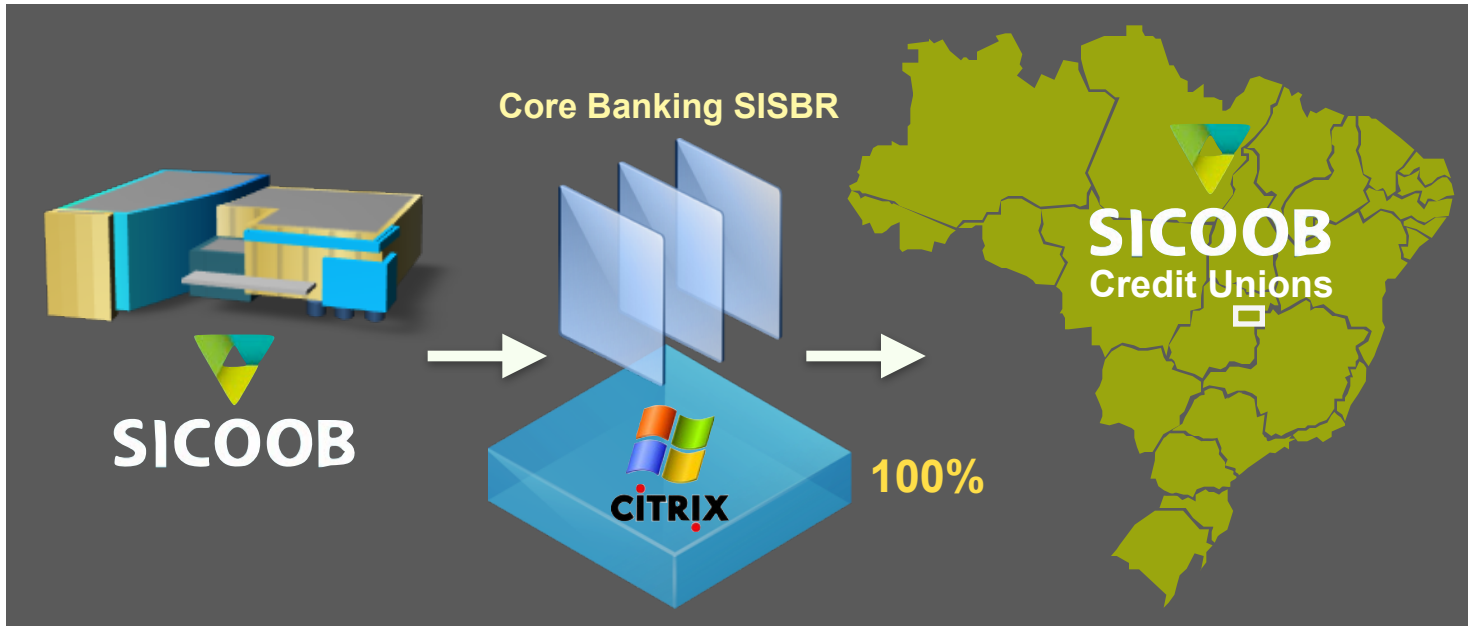 Core Banking SISBR
SICOOB
CiTRiX
100%
SICOOB
Credit Unions